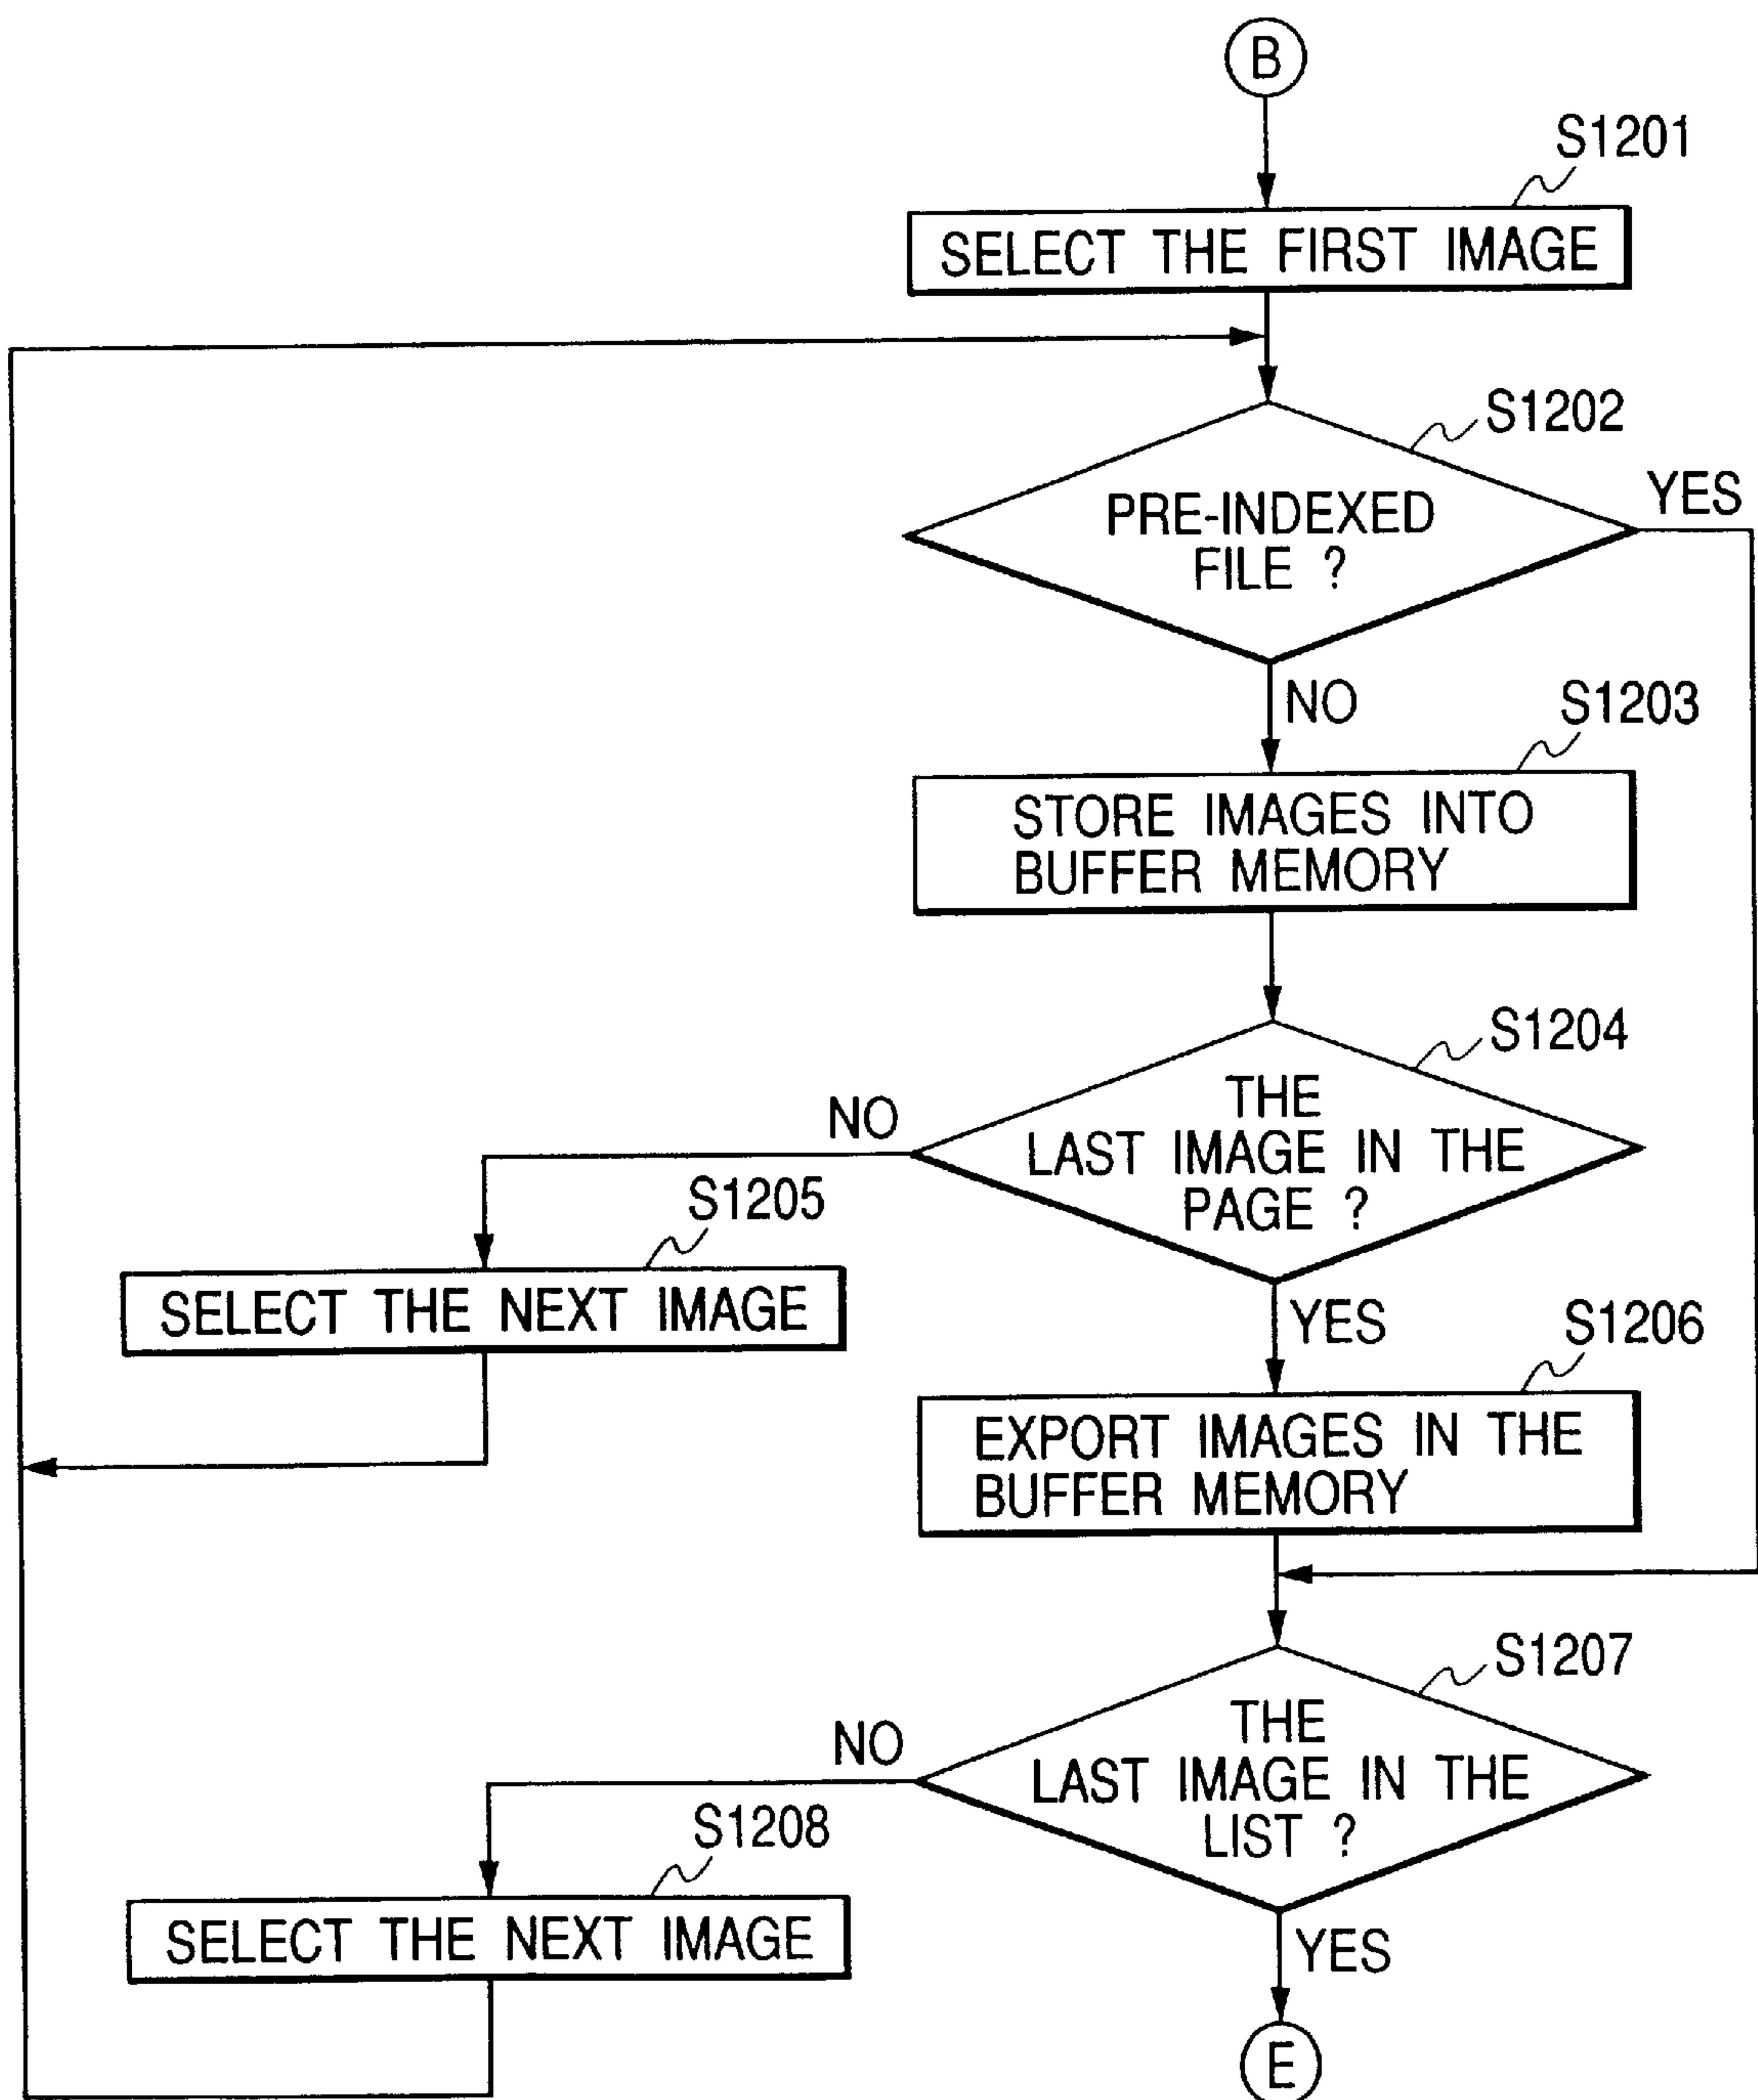 B
S1201
SELECT THE FIRST IMAGE
S1202
YES
PRE-INDEXED
FILE ?
NO
S1203
STORE IMAGES INTO
BUFFER MEMORY
S1204
NO
THE
LAST IMAGE IN THE
PAGE ?
S1205
SELECT THE NEXT IMAGE
YES
S1206
EXPORT IMAGES IN THE
BUFFER MEMORY
S1207
NO
THE
LAST IMAGE IN THE
LIST ?
S1208
SELECT THE NEXT IMAGE
YES
E